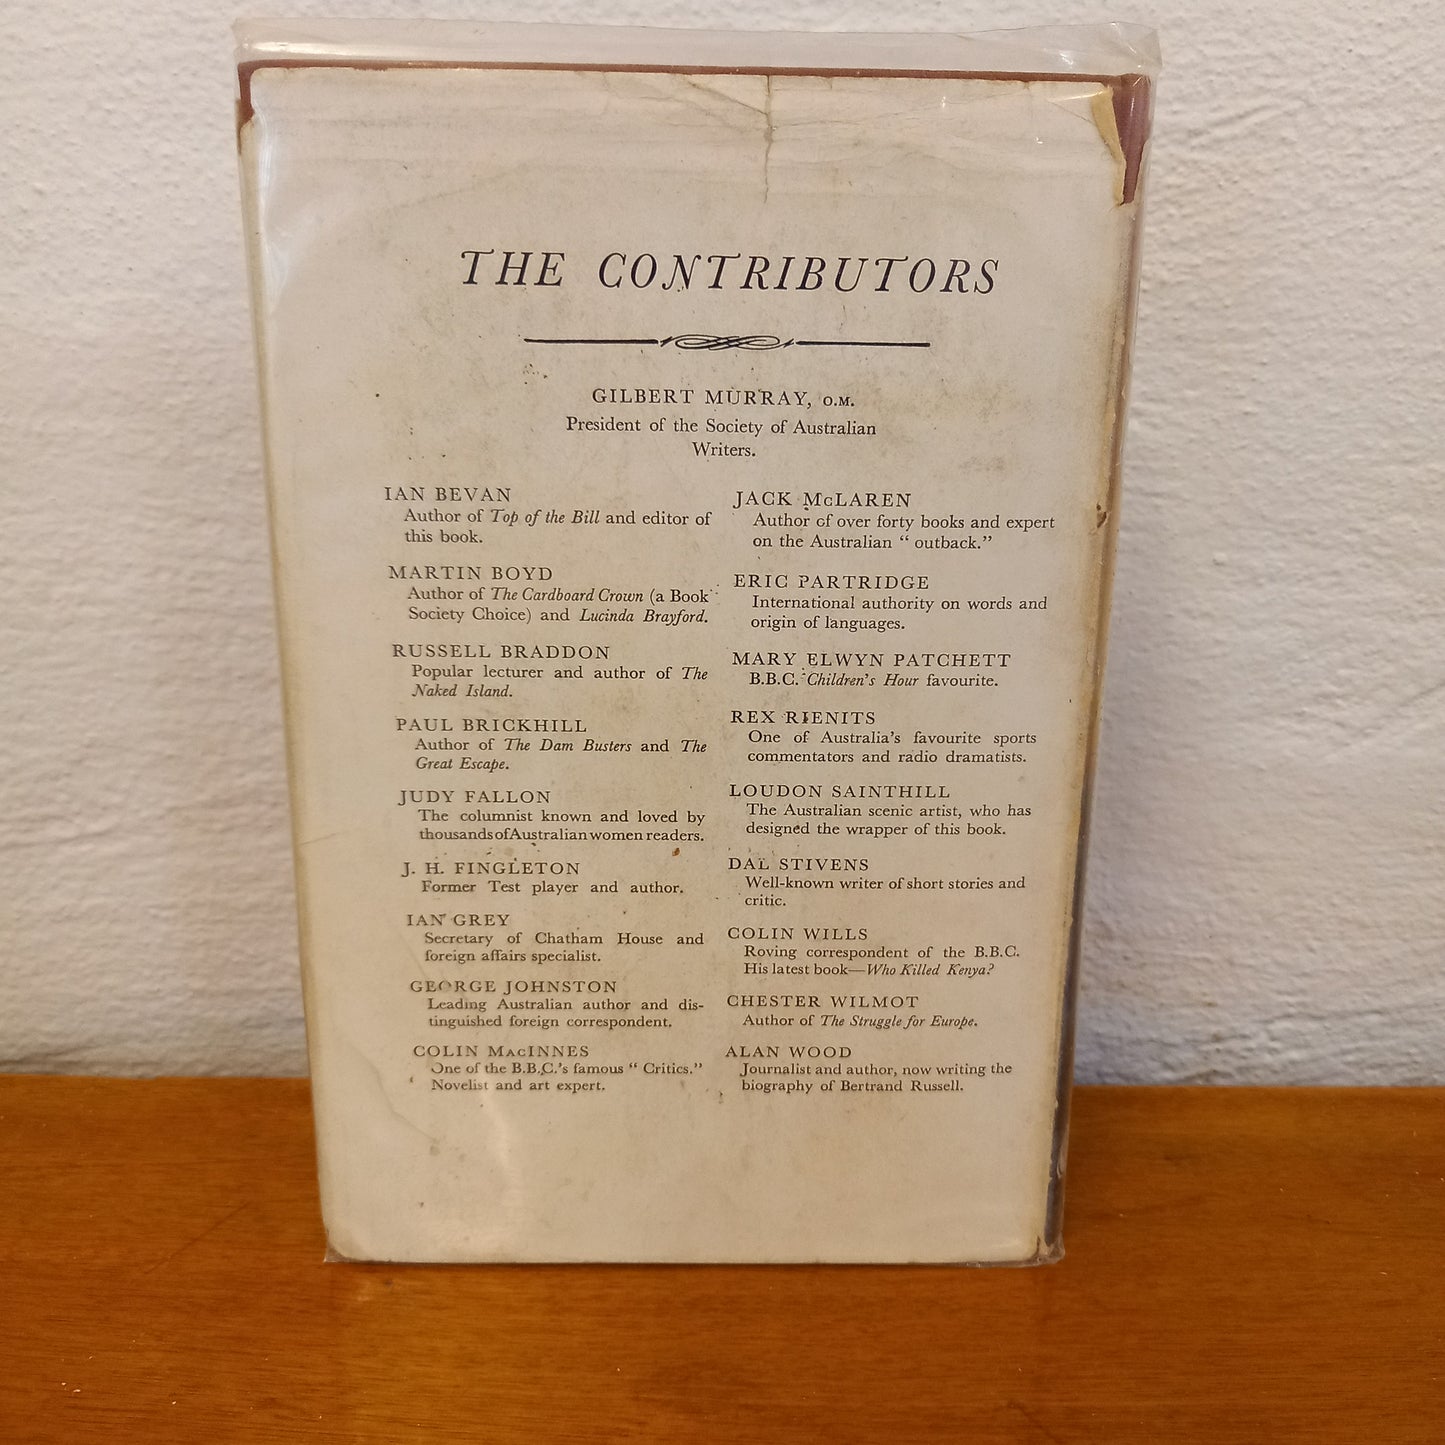 THE CONTRIBUTORS
GILBERT MURRAY, O.M.
President of the Society of Australian
Writers.
IAN BEVAN
Author of Top of the Bill and editor of
this book.
MARTIN BOYD
Author of The Cardboard Crown (a Book
Society Choice) and Lucinda Brayford.
RUSSELL BRADDON
Popular lecturer and author of The
Naked Island.
PAUL BRICKHILL
Author of The Dam Busters and The
Great Escape.
JUDY FALLON
The columnist known and loved by
thousands of Australian women readers.
J. H. FINGLETON
Former Test player and author.
IAN GREY
Secretary of Chatham House and
foreign affairs specialist.
GEORGE JOHNSTON
Leading Australian author and dis-
tinguished foreign correspondent.
COLIN MacINNES
One of the B.B.C.'s famous “ Critics.”
Novelist and art expert.
JACK McLAREN
Author of over forty books and expert
on the Australian “ outback.”
ERIC PARTRIDGE
International authority on words and
origin of languages.
MARY ELWYN PATCHETT
B.B.C. Children's Hour favourite.
REX RIENITS
One of Australia's favourite sports
commentators and radio dramatists.
LOUDON SAINTHILL
The Australian scenic artist, who has
designed the wrapper of this book.
DAL STIVENS
Well-known writer of short stories and
critic.
COLIN WILLS
Roving correspondent of the B.B.C.
His latest book—Who Killed Kenya?
CHESTER WILMOT
Author of The Struggle for Europe.
ALAN WOOD
Journalist and author, now writing the
biography of Bertrand Russell.